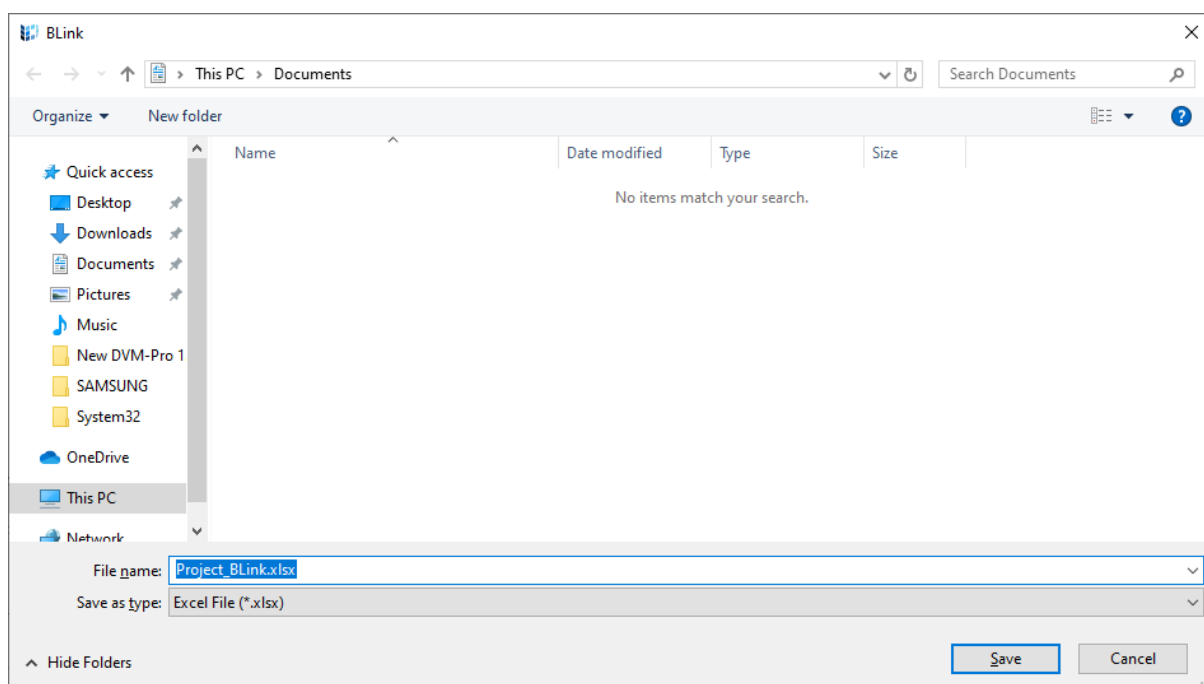 BLink
This PC > Documents
Search Documents
Organize
New folder
?
Name
Date modified
Type
Size
No items match your search.
Quick access
Desktop
Downloads
Documents
Pictures
Music
New DVM-Pro 1
SAMSUNG
System32
OneDrive
This PC
Network
File name: Project_BLink.xlsx
Save as type: Excel File (*.xlsx)
Hide Folders
Save
Cancel